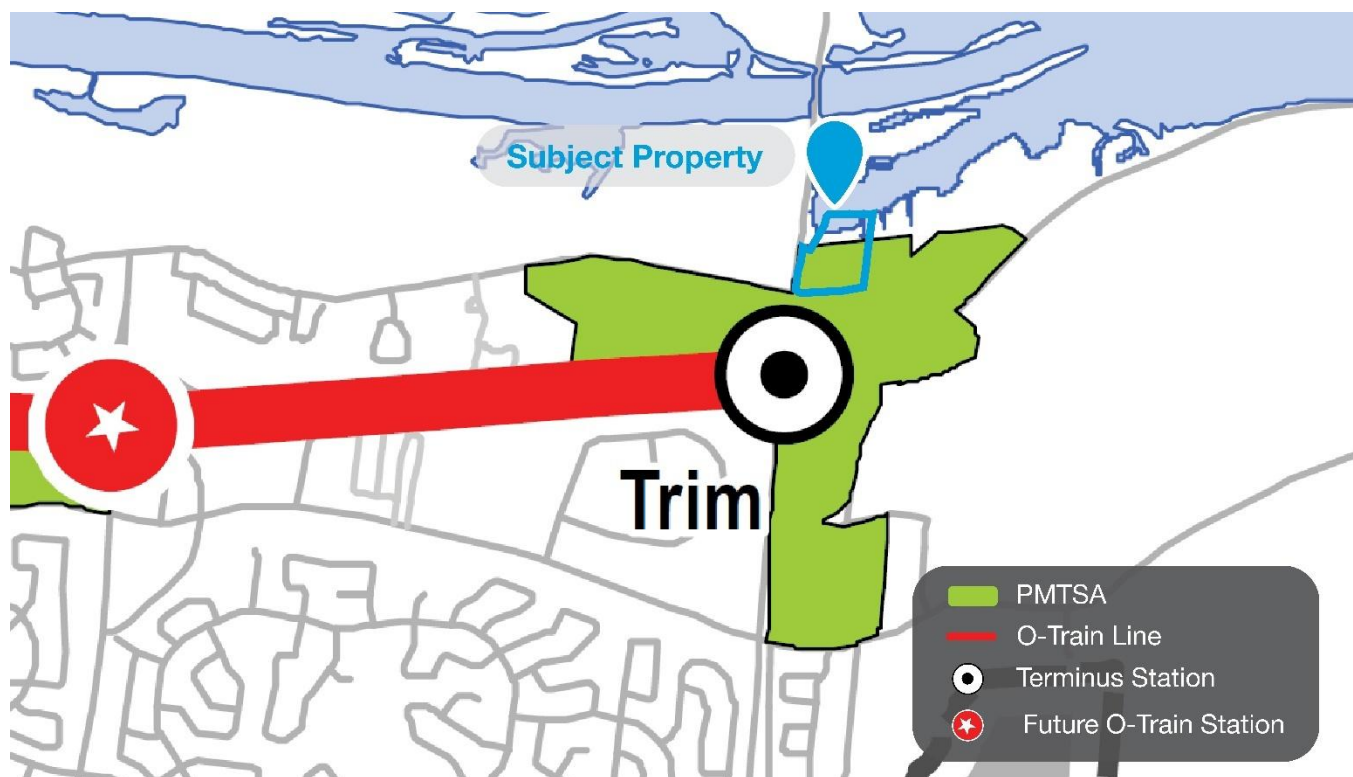 Subject Property
Trim
PMTSA
O-Train Line
Terminus Station
Future O-Train Station